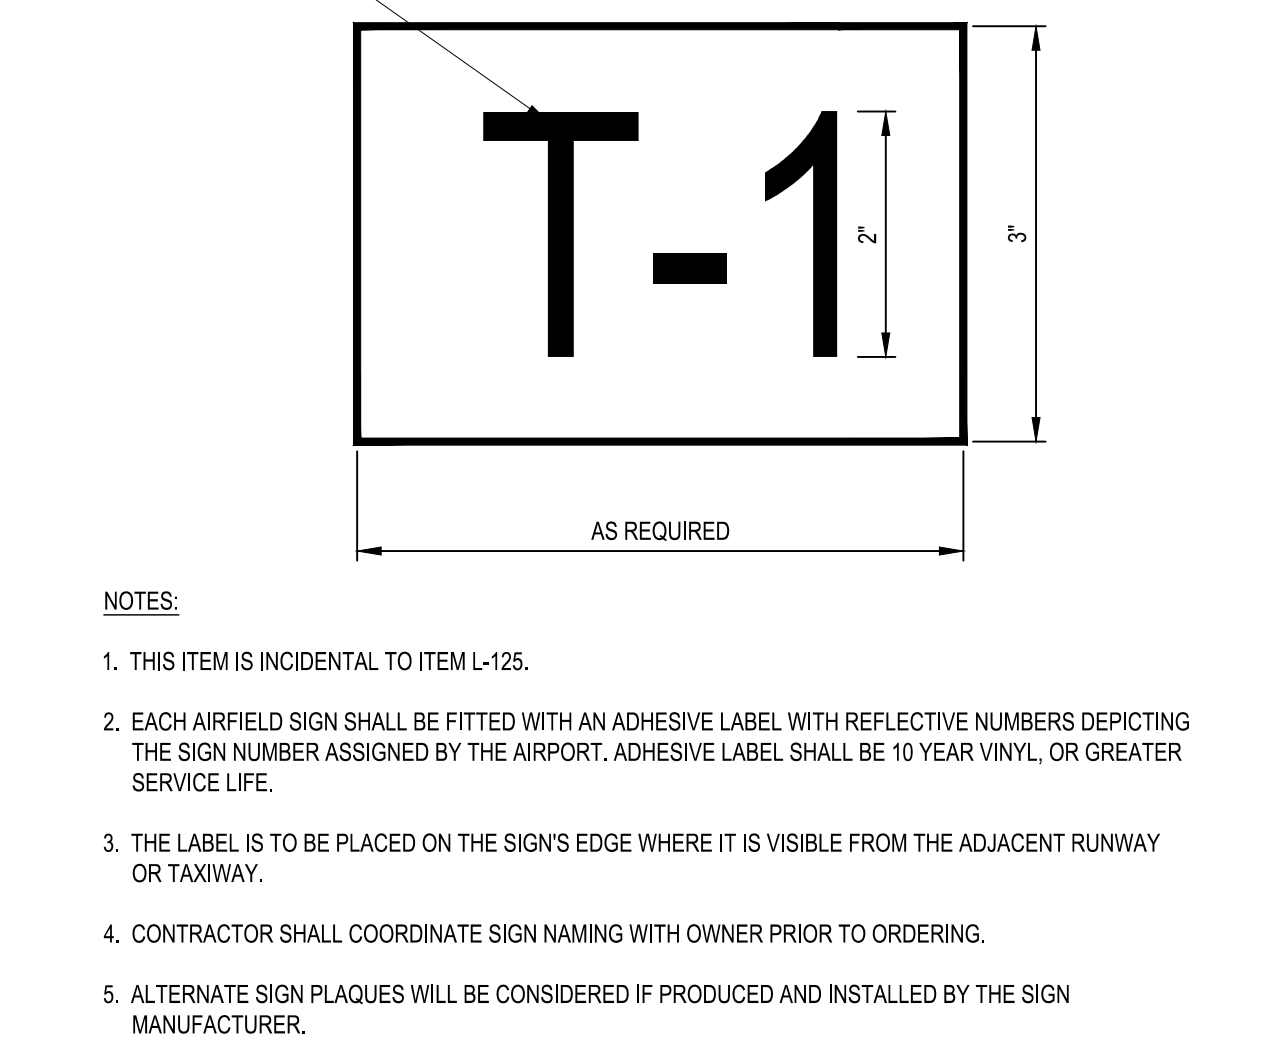 T-1
2"
3"
AS REQUIRED
NOTES:
1. THIS ITEM IS INCIDENTAL TO ITEM L-125.
2. EACH AIRFIELD SIGN SHALL BE FITTED WITH AN ADHESIVE LABEL WITH REFLECTIVE NUMBERS DEPICTING
THE SIGN NUMBER ASSIGNED BY THE AIRPORT. ADHESIVE LABEL SHALL BE 10 YEAR VINYL, OR GREATER
SERVICE LIFE.
3. THE LABEL IS TO BE PLACED ON THE SIGN'S EDGE WHERE IT IS VISIBLE FROM THE ADJACENT RUNWAY
OR TAXIWAY.
4. CONTRACTOR SHALL COORDINATE SIGN NAMING WITH OWNER PRIOR TO ORDERING.
5. ALTERNATE SIGN PLAQUES WILL BE CONSIDERED IF PRODUCED AND INSTALLED BY THE SIGN
MANUFACTURER.